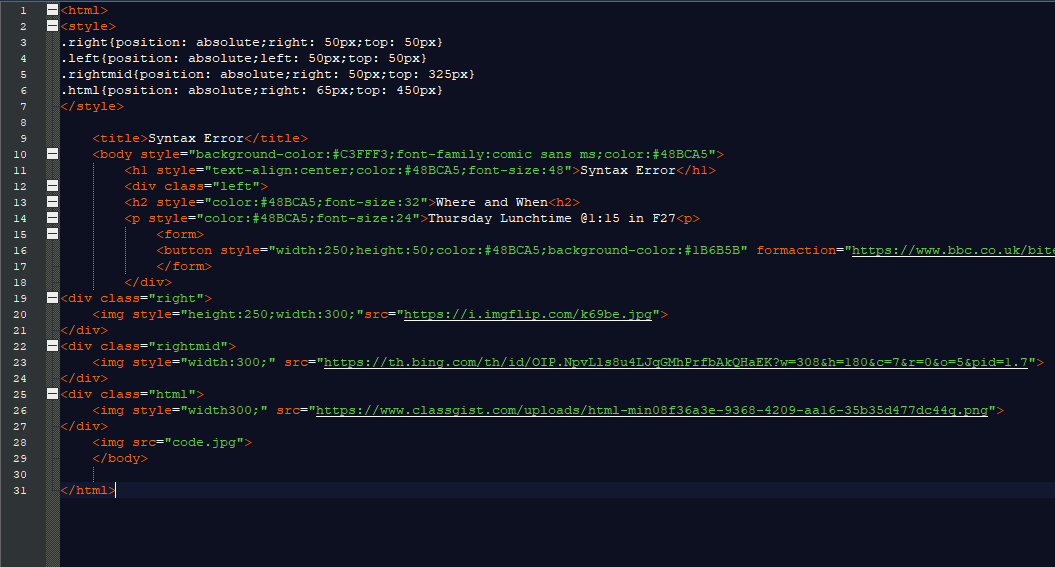 1 <html>
2 <style>
3 .right{position: absolute;right: 50px;top: 50px}
4 .left{position: absolute;left: 50px;top: 50px}
5 .rightmid{position: absolute;right: 50px;top: 325px}
6 .html{position: absolute;right: 65px;top: 450px}
7 </style>
8
9 <title>Syntax Error</title>
10 <body style="background-color:#C3FFF3;font-family:comic sans ms;color:#48BCA5">
11 <h1 style="text-align:center;color:#48BCA5;font-size:48">Syntax Error</h1>
12 <div class="left">
13 <h2 style="color:#48BCA5;font-size:32">Where and When<h2>
14 <p style="color:#48BCA5;font-size:24">Thursday Lunchtime @1:15 in F27<p>
15 <form>
16 <button style="width:250;height:50;color:#48BCA5;background-color:#1B6B5B" formaction="https://www.bbc.co.uk/bite
17 </form>
18 </div>
19 <div class="right">
20 <img style="height:250;width:300;"src="https://i.imgflip.com/k69be.jpg">
21 </div>
22 <div class="rightmid">
23 <img style="width:300;" src="https://th.bing.com/th/id/OIP.NpvLls8u4LJqGMhPrfbAkQHaEK?w=308&h=180&c=7&r=0&o=5&pid=1.7">
24 </div>
25 <div class="html">
26 <img style="width300;" src="https://www.classgist.com/uploads/html-min08f36a3e-9368-4209-aa16-35b35d477dc44q.png">
27 </div>
28 <img src="code.jpg">
29 </body>
30
31 </html>